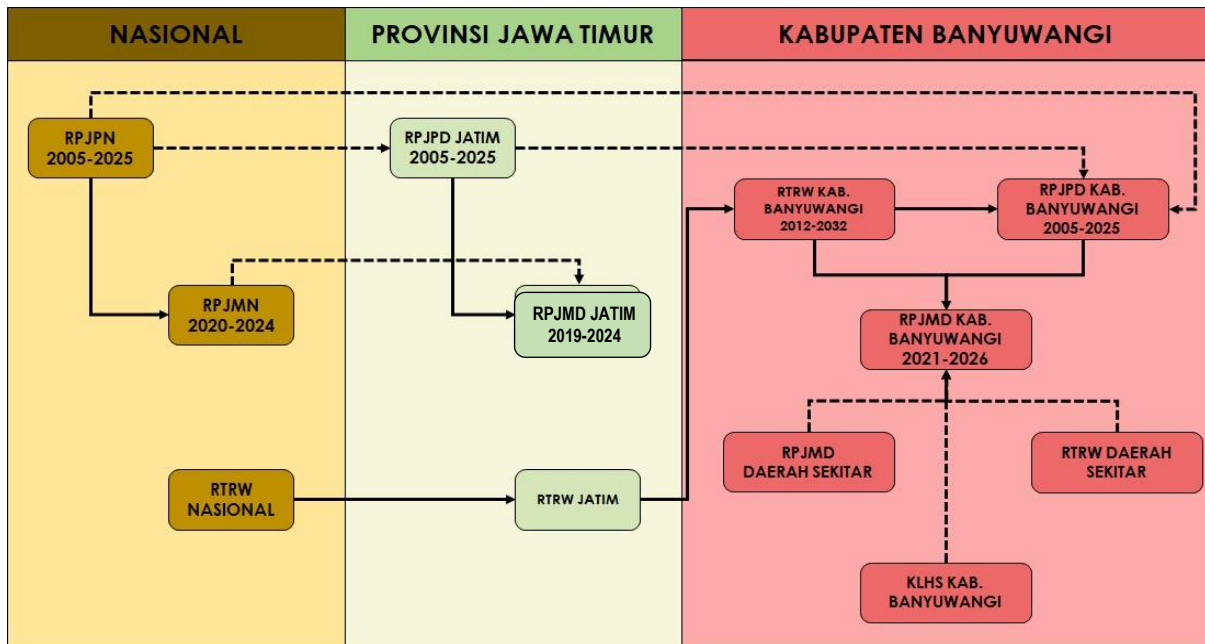 NASIONAL
PROVINSI JAWA TIMUR
KABUPATEN BANYUWANGI
RPJPN
2005-2025
RPJPD JATIM
2005-2025
RTRW KAB.
BANYUWANGI
2012-2032
RPJPD KAB.
BANYUWANGI
2005-2025
RPJMN
2020-2024
RPJMD JATIM
2019-2024
RPJMD KAB.
BANYUWANGI
2021-2026
RPJMD
DAERAH SEKITAR
RTRW DAERAH
SEKITAR
RTRW
NASIONAL
RTRW JATIM
KLHS KAB.
BANYUWANGI